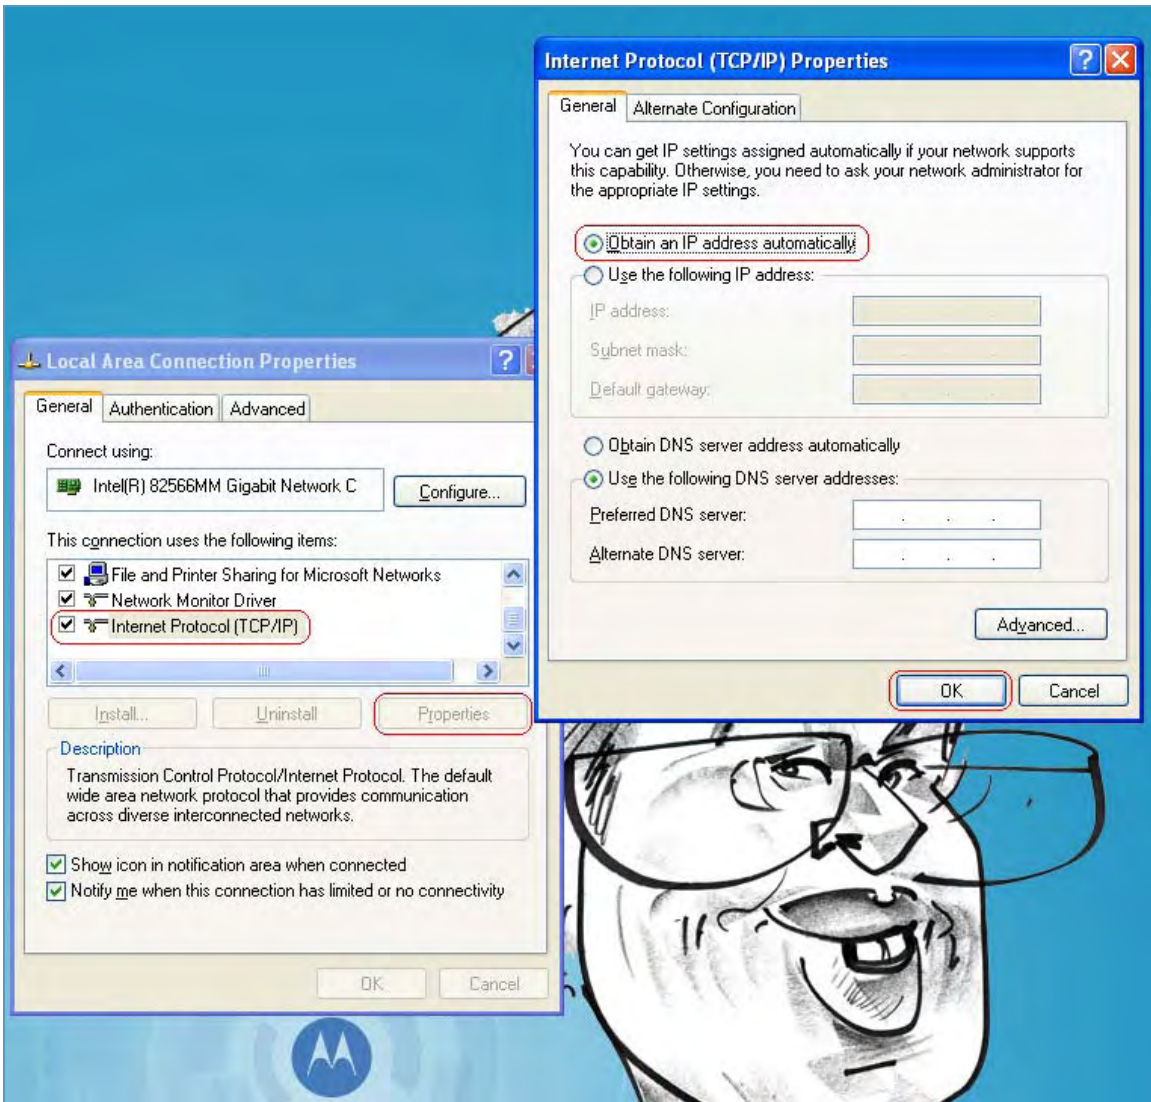 Internet Protocol (TCP/IP) Properties
General
Alternate Configuration
You can get IP settings assigned automatically if your network supports
this capability. Otherwise, you need to ask your network administrator for
the appropriate IP settings.
Obtain an IP address automatically
Use the following IP address:
IP address:
Subnet mask:
Default gateway:
Obtain DNS server address automatically
Use the following DNS server addresses:
Preferred DNS server:
Alternate DNS server:
Advanced...
OK
Cancel
Local Area Connection Properties
General
Authentication
Advanced
Connect using:
Intel(R) 82566MM Gigabit Network C
Configure...
This connection uses the following items:
File and Printer Sharing for Microsoft Networks
Network Monitor Driver
Internet Protocol (TCP/IP)
Install...
Uninstall
Properties
Description
Transmission Control Protocol/Internet Protocol. The default
wide area network protocol that provides communication
across diverse interconnected networks.
Show icon in notification area when connected
Notify me when this connection has limited or no connectivity
OK
Cancel